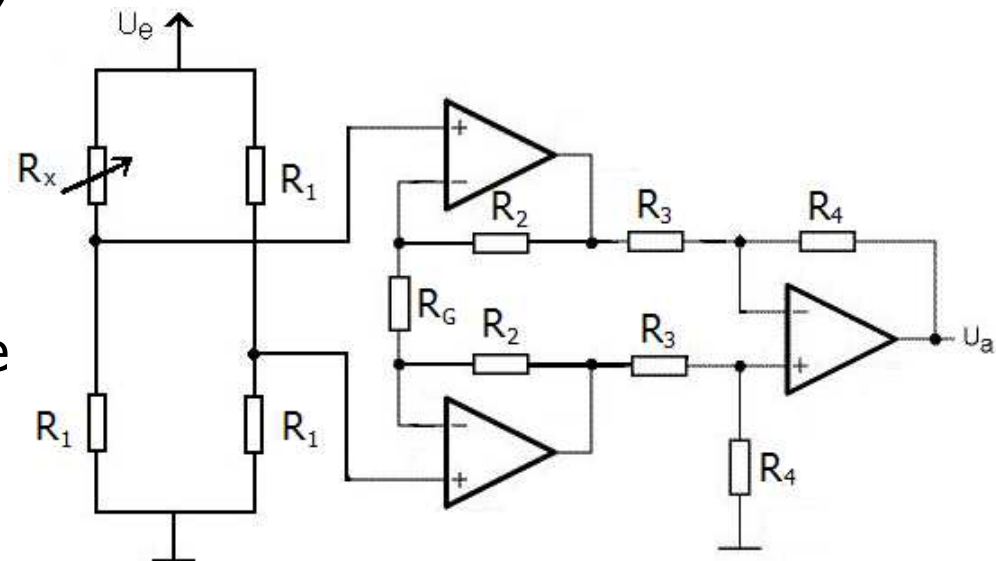 )
Ue
Rx
R1
R2
R3
R4
+
−
RG
R2
R3
−
+
Ua
e
R1
R1
−
+
R4